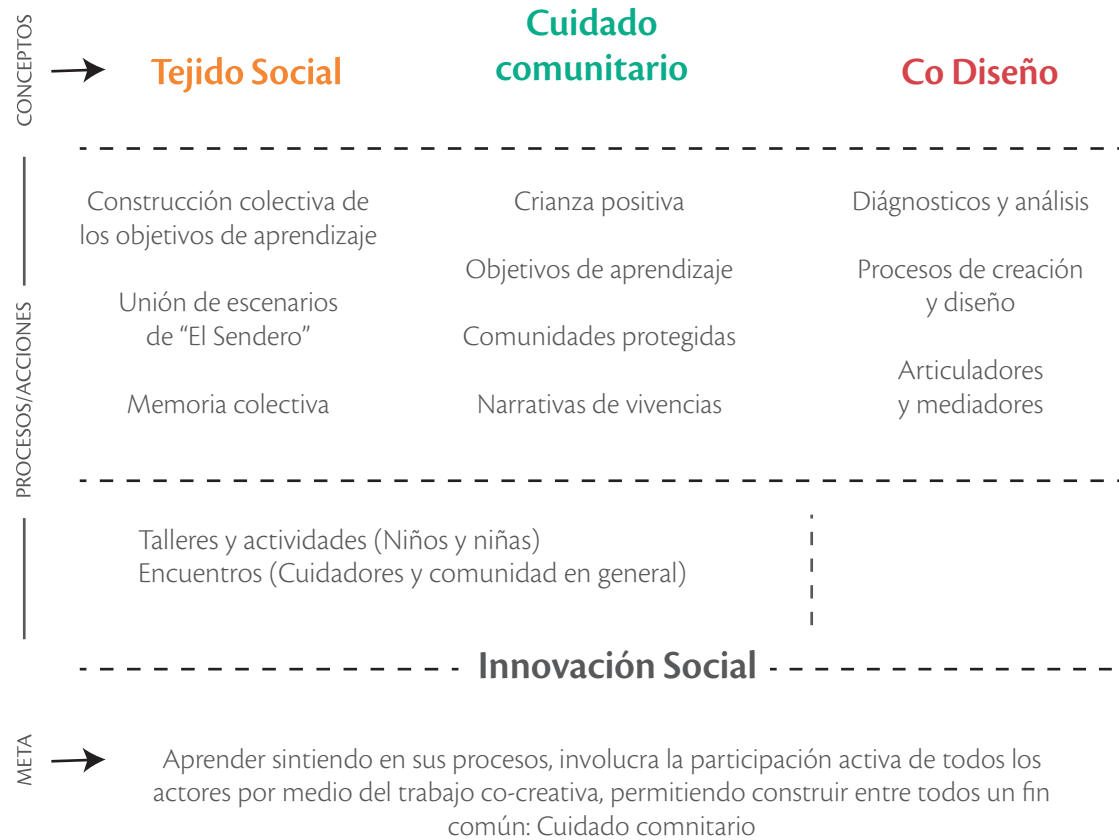 CONCEPTOS
Tejido Social
Cuidado
comunitario
Co Diseño
PROCESOS/ACCIONES
Construcción colectiva de
los objetivos de aprendizaje
Unión de escenarios
de “El Sendero”
Memoria colectiva
Crianza positiva
Objetivos de aprendizaje
Comunidades protegidas
Narrativas de vivencias
Diágnosticos y análisis
Procesos de creación
y diseño
Articuladores
y mediadores
Talleres y actividades (Niños y niñas)
Encuentros (Cuidadores y comunidad en general)
Innovación Social
META
Aprender sintiendo en sus procesos, involucra la participación activa de todos los
actores por medio del trabajo co-creativa, permitiendo construir entre todos un fin
común: Cuidado comnitario